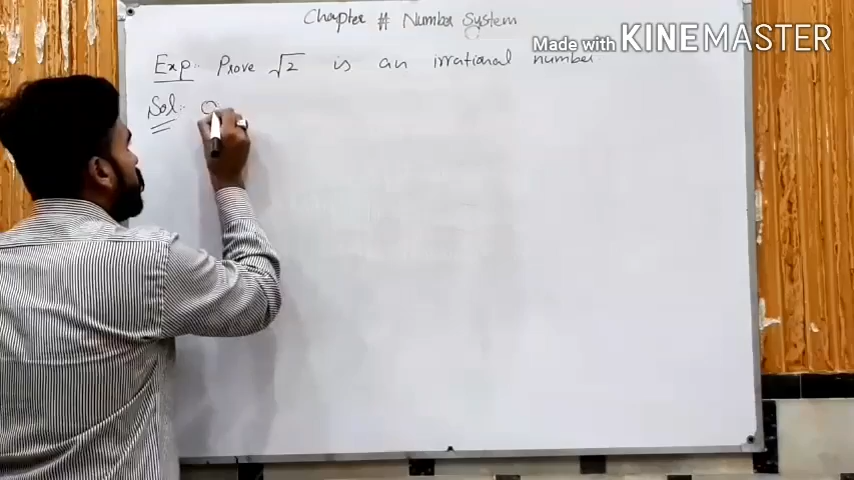 Chapter # Number System
Made with KINEMASTER
Exp:- Prove √2 is an irrational number
Sol:-